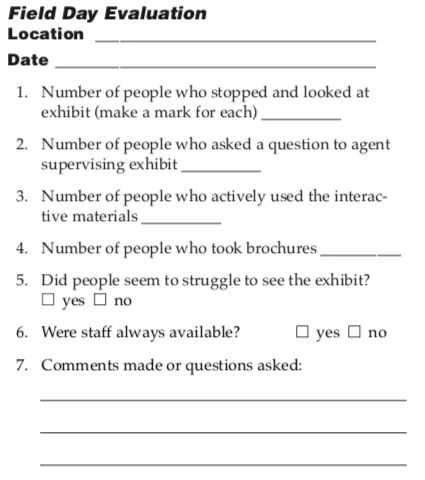 Field Day Evaluation
Location ____________________
Date ____________________
1. Number of people who stopped and looked at
exhibit (make a mark for each) __________
2. Number of people who asked a question to agent
supervising exhibit __________
3. Number of people who actively used the interac-
tive materials __________
4. Number of people who took brochures __________
5. Did people seem to struggle to see the exhibit?
☐ yes ☐ no
6. Were staff always available? ☐ yes ☐ no
7. Comments made or questions asked: